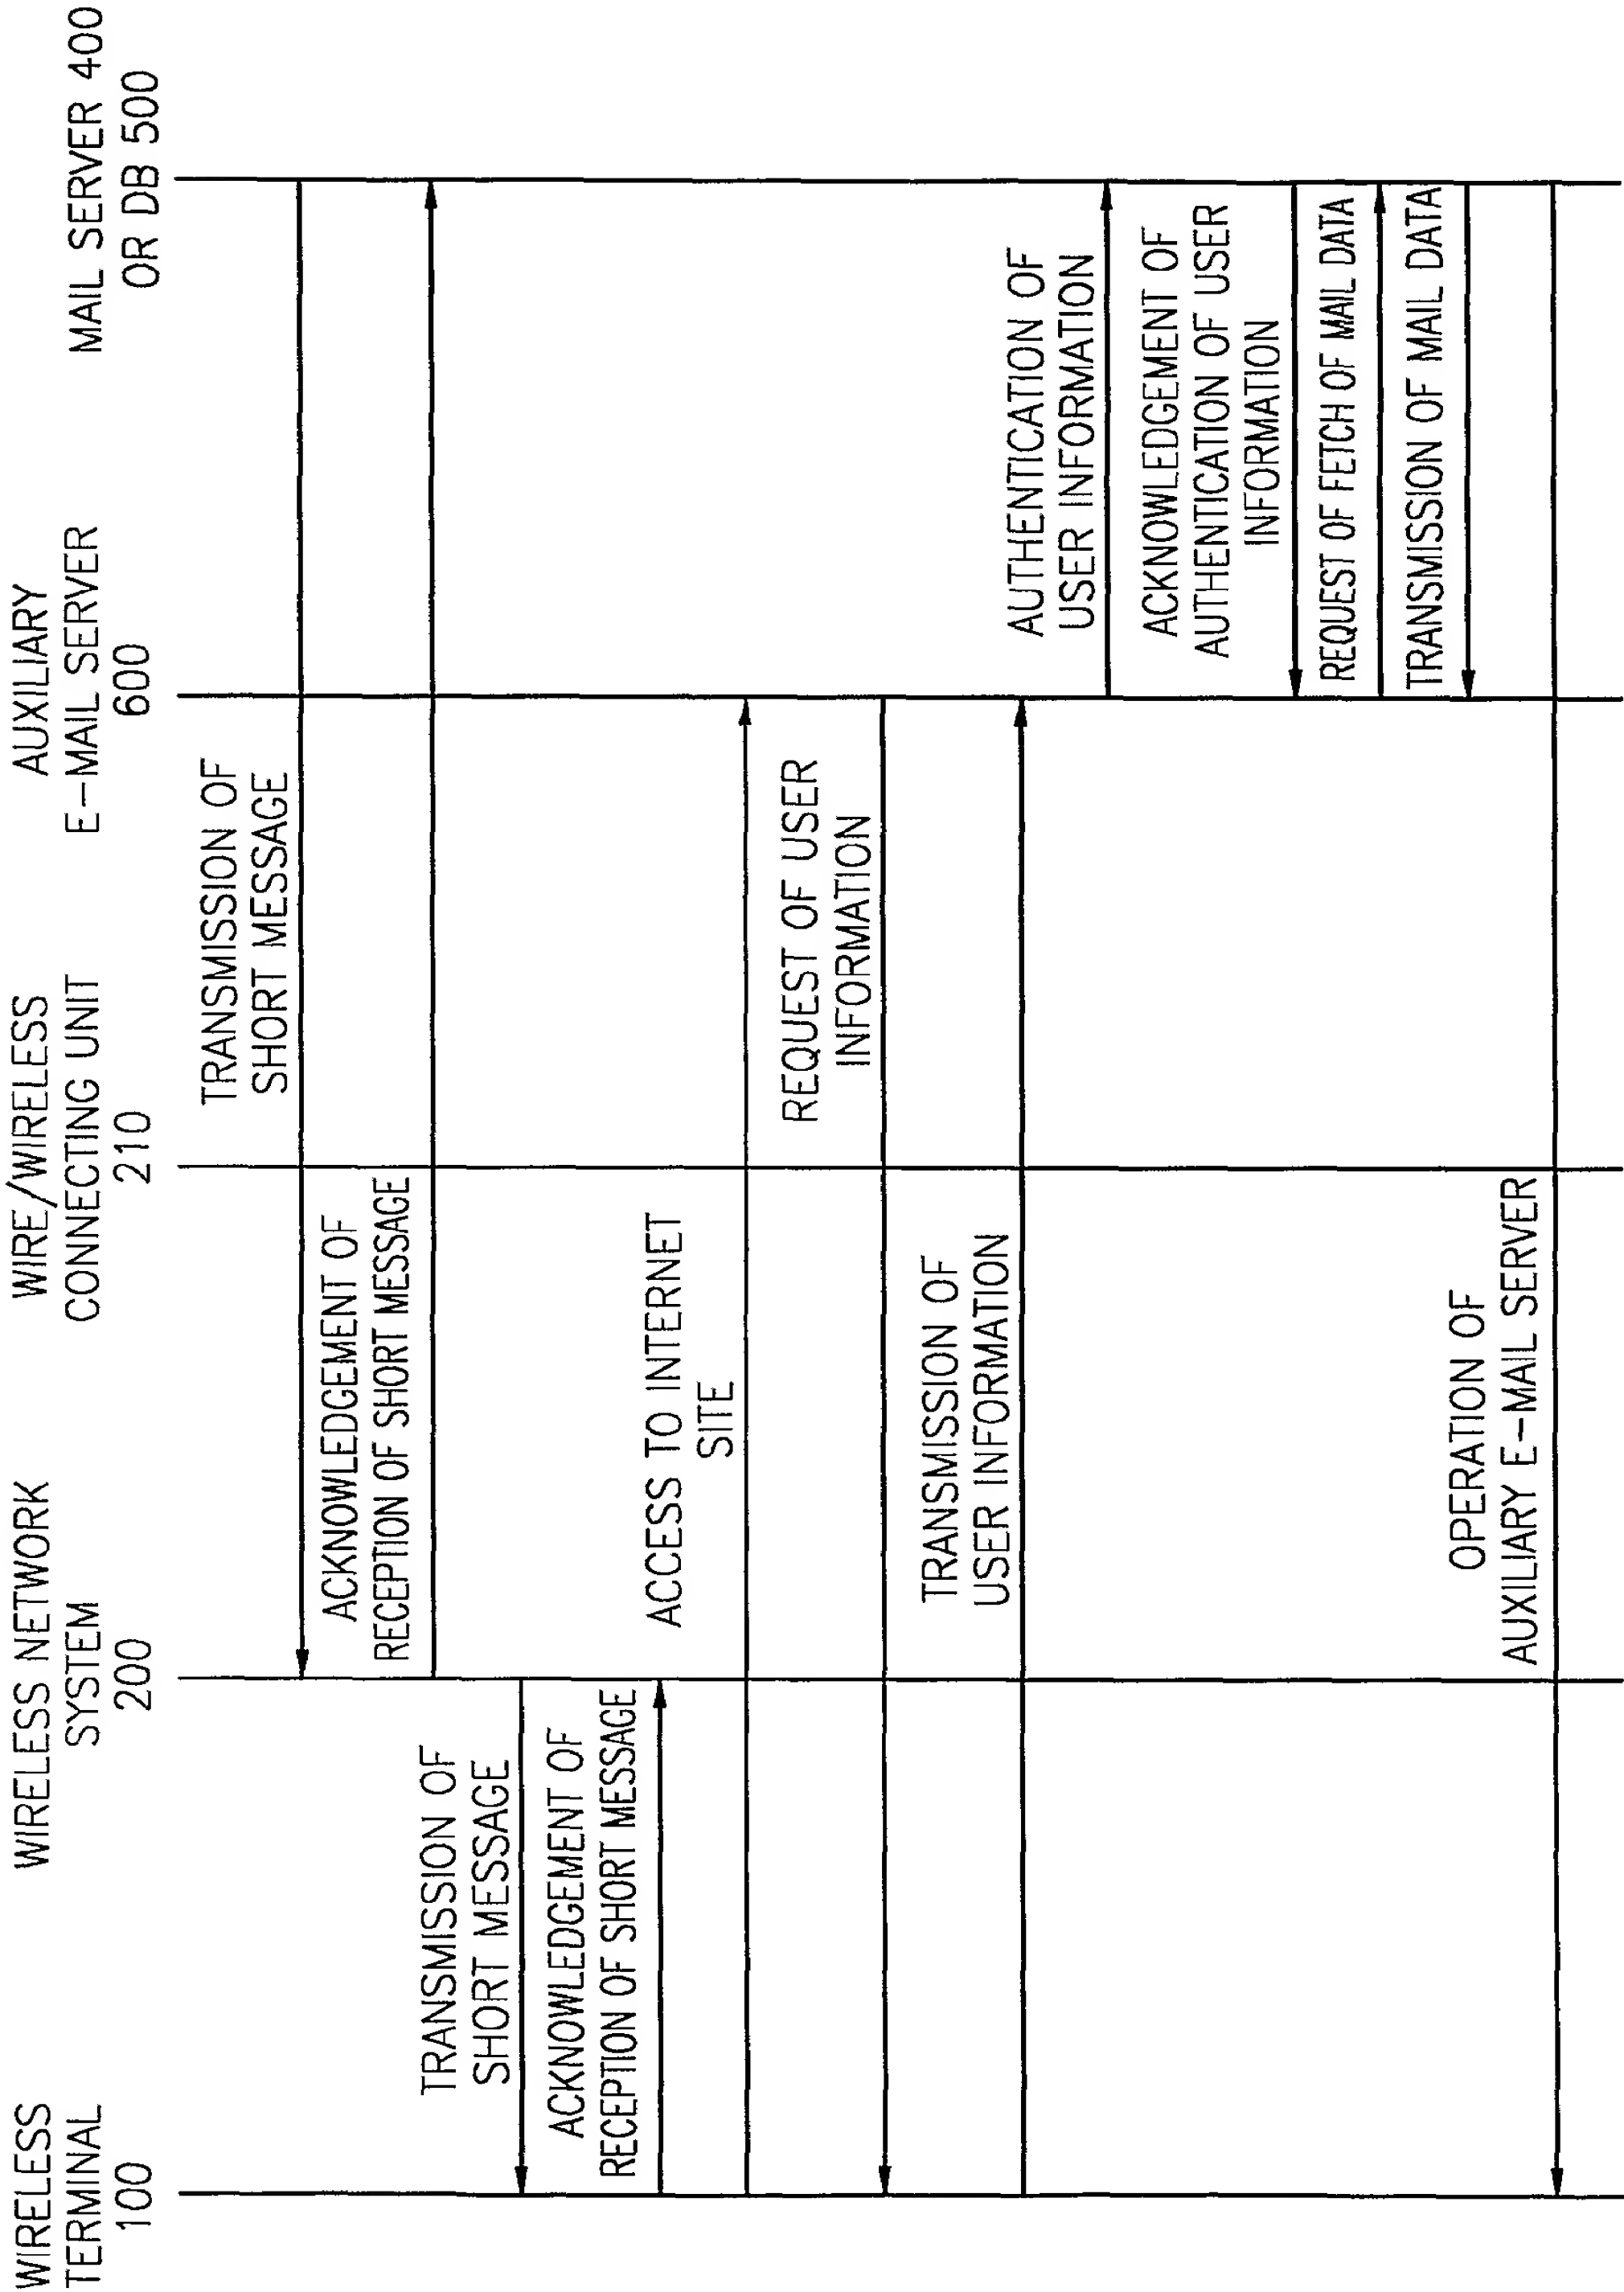 WIRELESS
TERMINAL
100
WIRELESS NETWORK
SYSTEM
200
WIRE/WIRELESS
CONNECTING UNIT
210
AUXILIARY
E-MAIL SERVER
600
MAIL SERVER 400
OR DB 500
TRANSMISSION OF
SHORT MESSAGE
ACKNOWLEDGEMENT OF
RECEPTION OF SHORT MESSAGE
TRANSMISSION OF
SHORT MESSAGE
ACKNOWLEDGEMENT OF
RECEPTION OF SHORT MESSAGE
ACCESS TO INTERNET
SITE
REQUEST OF USER
INFORMATION
TRANSMISSION OF
USER INFORMATION
AUTHENTICATION OF
USER INFORMATION
ACKNOWLEDGEMENT OF
AUTHENTICATION OF USER
INFORMATION
REQUEST OF FETCH OF MAIL DATA
TRANSMISSION OF MAIL DATA
OPERATION OF
AUXILIARY E-MAIL SERVER